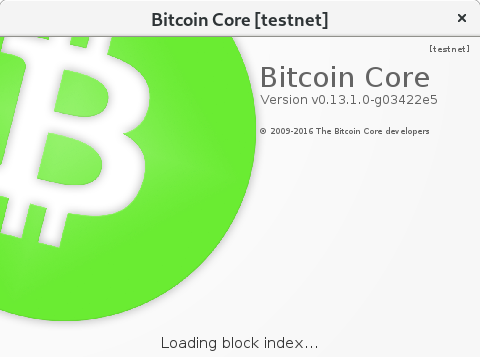 Bitcoin Core [testnet]
[testnet]
Bitcoin Core
Version v0.13.1.0-g03422e5
© 2009-2016 The Bitcoin Core developers
Loading block index...